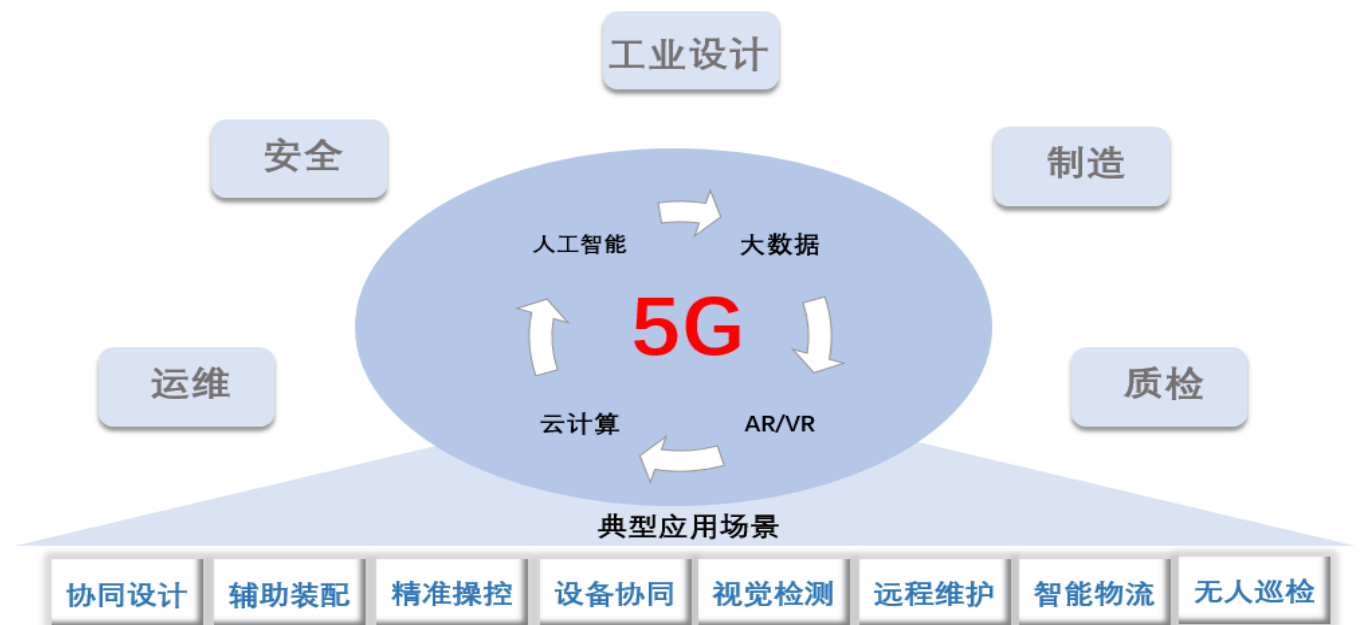 工业设计
安全
制造
人工智能
大数据
5G
运维
质检
云计算
AR/VR
典型应用场景
协同设计
辅助装配
精准操控
设备协同
视觉检测
远程维护
智能物流
无人巡检